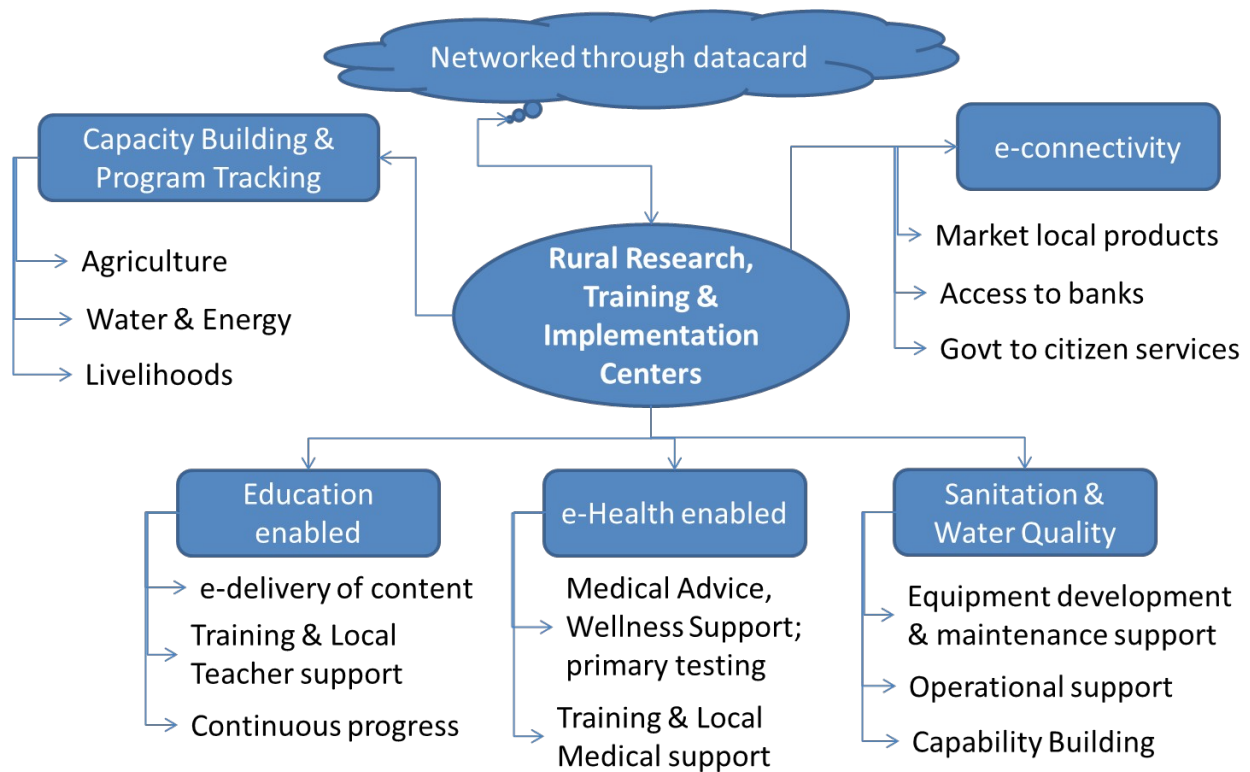 Networked through datacard
Capacity Building &
Program Tracking
Agriculture
Water & Energy
Livelihoods
Rural Research,
Training &
Implementation
Centers
e-connectivity
Market local products
Access to banks
Govt to citizen services
Education
enabled
e-delivery of content
Training & Local
Teacher support
Continuous progress
e-Health enabled
Medical Advice,
Wellness Support;
primary testing
Training & Local
Medical support
Sanitation &
Water Quality
Equipment development
& maintenance support
Operational support
Capability Building